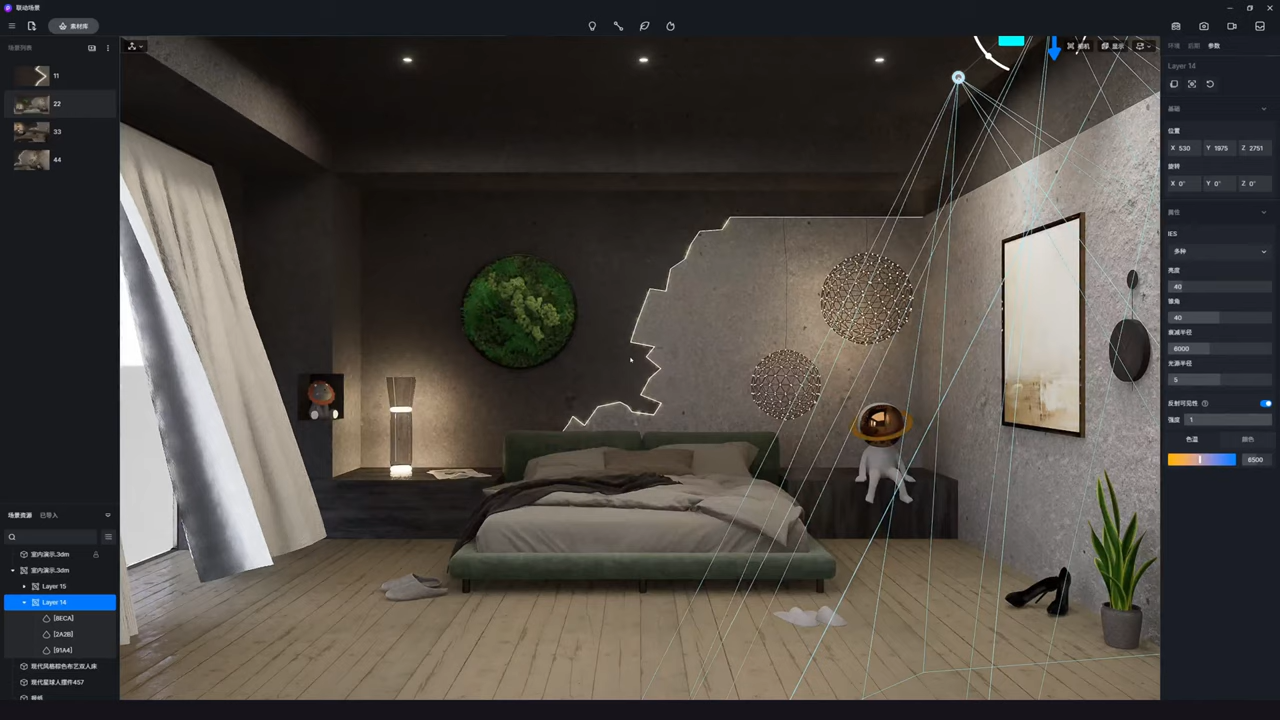 联动场景
素材库
场景列表
11
22
33
44
相机
显示
环境 后期 参数
Layer 14
基础
位置
X 530 Y 1975 Z 2751
旋转
X 0° Y 0° Z 0°
属性
IES
多种
亮度
40
锥角
40
衰减半径
6000
光源半径
5
反射可见性
强度 1
色温 颜色
6500
场景资源 已导入
室内演示.3dm
室内演示.3dm
Layer 15
Layer 14
[8ECA]
[2A2B]
[91A4]
现代风格棕色布艺双人床
现代星球人摆件457